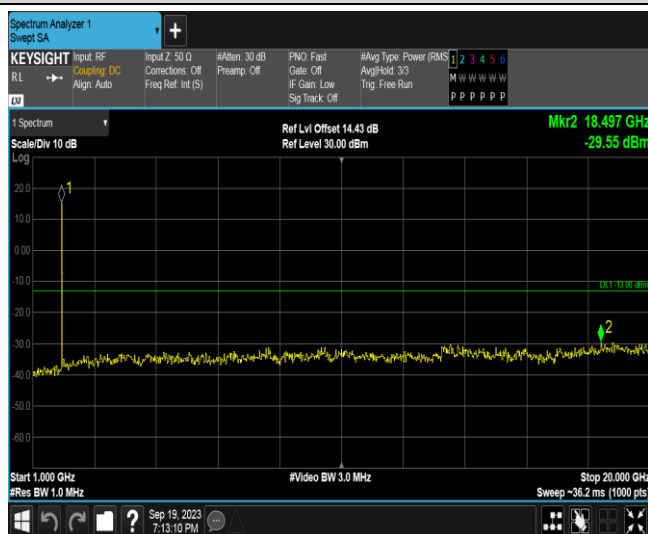 Spectrum Analyzer 1
Swept SA
+
KEYSIGHT Input: RF Input Z: 50 Ω #Atten: 30 dB PNO: Fast #Avg Type: Power (RMS 1 2 3 4 5 6
RL Coupling: DC Corrections: Off Preamp: Off Gate: Off Avg|Hold: 3/3 M W W W W W
Align: Auto Freq Ref: Int (S) IF Gain: Low Trig: Free Run
LXI Sig Track: Off P P P P P P
1 Spectrum Ref Lvl Offset 14.43 dB Mkr2 18.497 GHz
Scale/Div 10 dB Ref Level 30.00 dBm -29.55 dBm
Log
20.0 1
10.0
0.00
-10.0
DL1 -13.00 dBm
-20.0
2
-30.0
-40.0
-50.0
-60.0
Start 1.000 GHz #Video BW 3.0 MHz Stop 20.000 GHz
#Res BW 1.0 MHz Sweep ~36.2 ms (1000 pts)
? Sep 19, 2023
7:13:10 PM